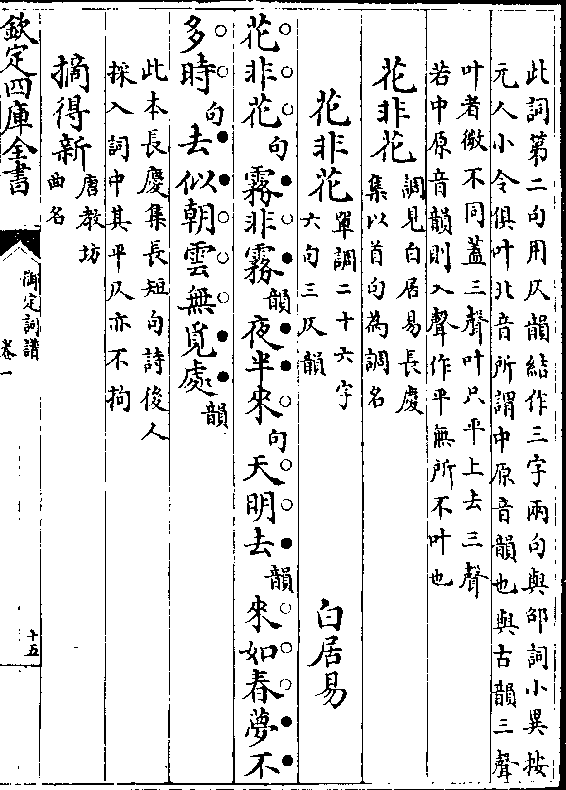 此詞第二句用仄韻結作三字兩句與邵詞小異按
元人小令俱叶北音所謂中原音韻也與古韻三聲
叶者微不同蓋三聲叶只平上去三聲
若中原音韻則入聲作平無所不叶也
花非花調見白居易長慶
集以首句為調名
花非花單調二十六字
六句三仄韻
白居易
花非花句霧非霧韻夜半來句天明去韻來如春夢不
多時句去似朝雲無覓處韻
此本長慶集長短句詩後人
採入詞中其平仄亦不拘
摘得新唐教坊
曲名
欽定四庫全書
御定詞譜
卷一
十五